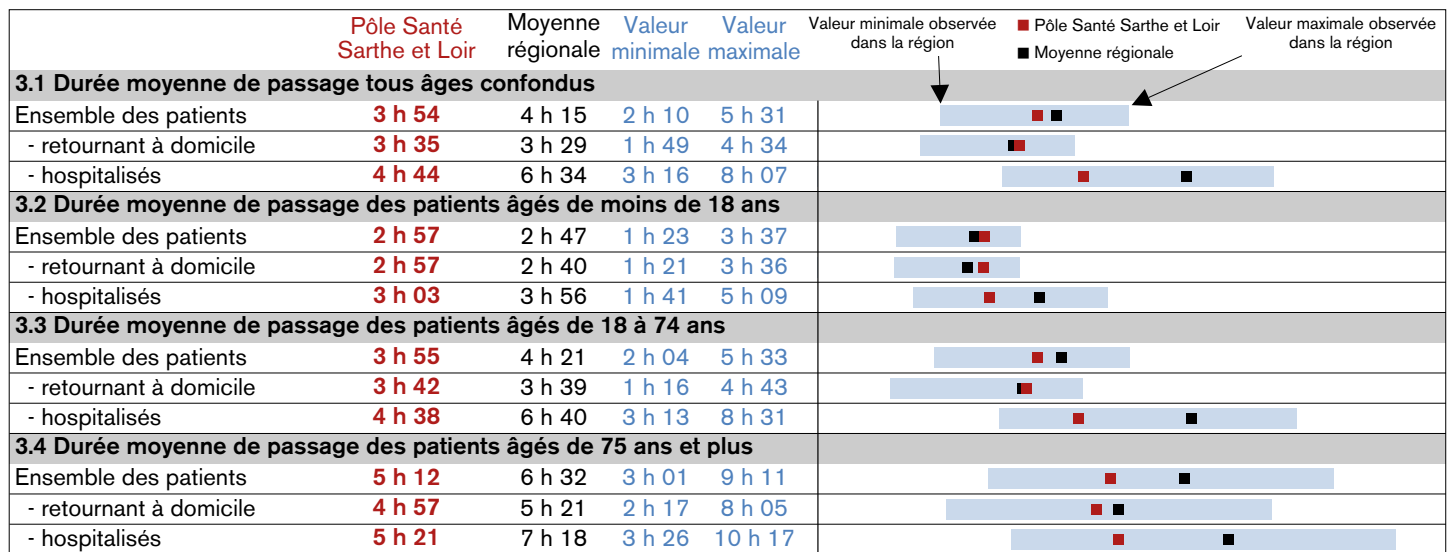 Pôle Santé Sarthe et Loir Moyenne régionale Valeur minimale Valeur maximale
Valeur minimale observée dans la région
Pôle Santé Sarthe et Loir
Moyenne régionale
Valeur maximale observée dans la région
3.1 Durée moyenne de passage tous âges confondus
Ensemble des patients 3 h 54 4 h 15 2 h 10 5 h 31
- retournant à domicile 3 h 35 3 h 29 1 h 49 4 h 34
- hospitalisés 4 h 44 6 h 34 3 h 16 8 h 07
3.2 Durée moyenne de passage des patients âgés de moins de 18 ans
Ensemble des patients 2 h 57 2 h 47 1 h 23 3 h 37
- retournant à domicile 2 h 57 2 h 40 1 h 21 3 h 36
- hospitalisés 3 h 03 3 h 56 1 h 41 5 h 09
3.3 Durée moyenne de passage des patients âgés de 18 à 74 ans
Ensemble des patients 3 h 55 4 h 21 2 h 04 5 h 33
- retournant à domicile 3 h 42 3 h 39 1 h 16 4 h 43
- hospitalisés 4 h 38 6 h 40 3 h 13 8 h 31
3.4 Durée moyenne de passage des patients âgés de 75 ans et plus
Ensemble des patients 5 h 12 6 h 32 3 h 01 9 h 11
- retournant à domicile 4 h 57 5 h 21 2 h 17 8 h 05
- hospitalisés 5 h 21 7 h 18 3 h 26 10 h 17